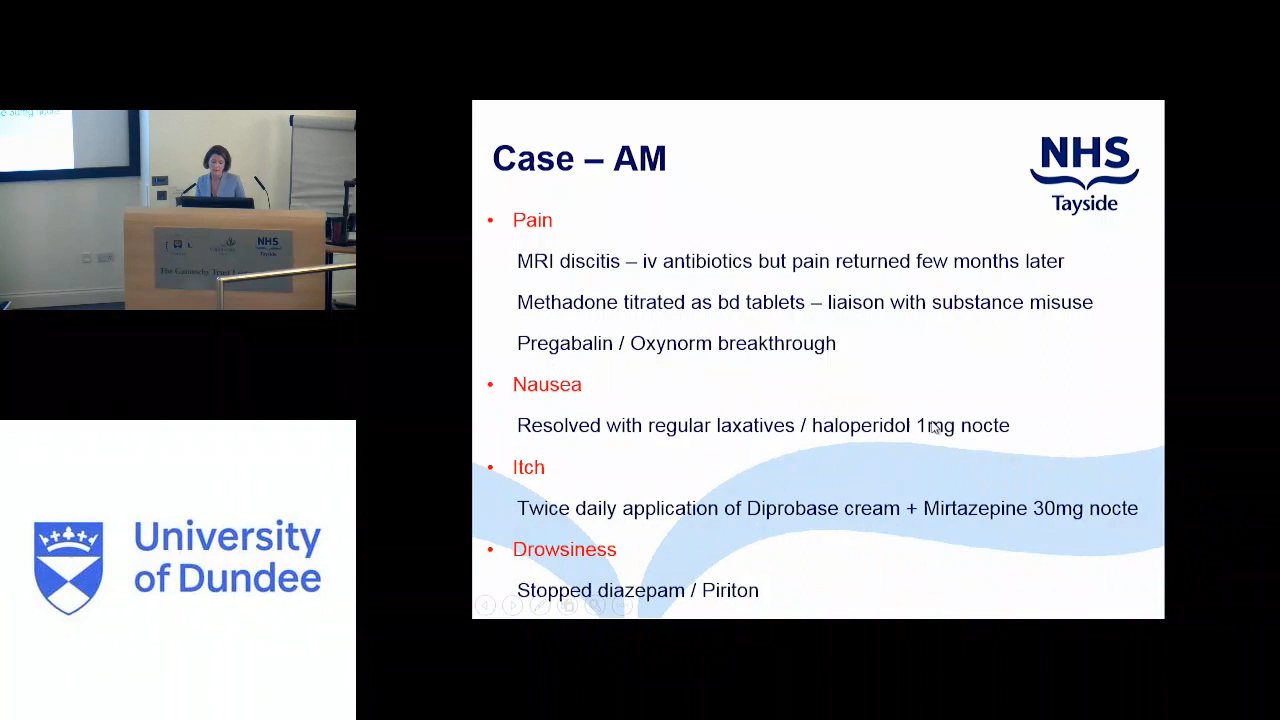 Case – AM
NHS
Tayside
• Pain
MRI discitis – iv antibiotics but pain returned few months later
Methadone titrated as bd tablets – liaison with substance misuse
Pregabalin / Oxynorm breakthrough
• Nausea
Resolved with regular laxatives / haloperidol 1mg nocte
• Itch
Twice daily application of Diprobase cream + Mirtazepine 30mg nocte
• Drowsiness
Stopped diazepam / Piriton
NHS
Tayside
University
of Dundee